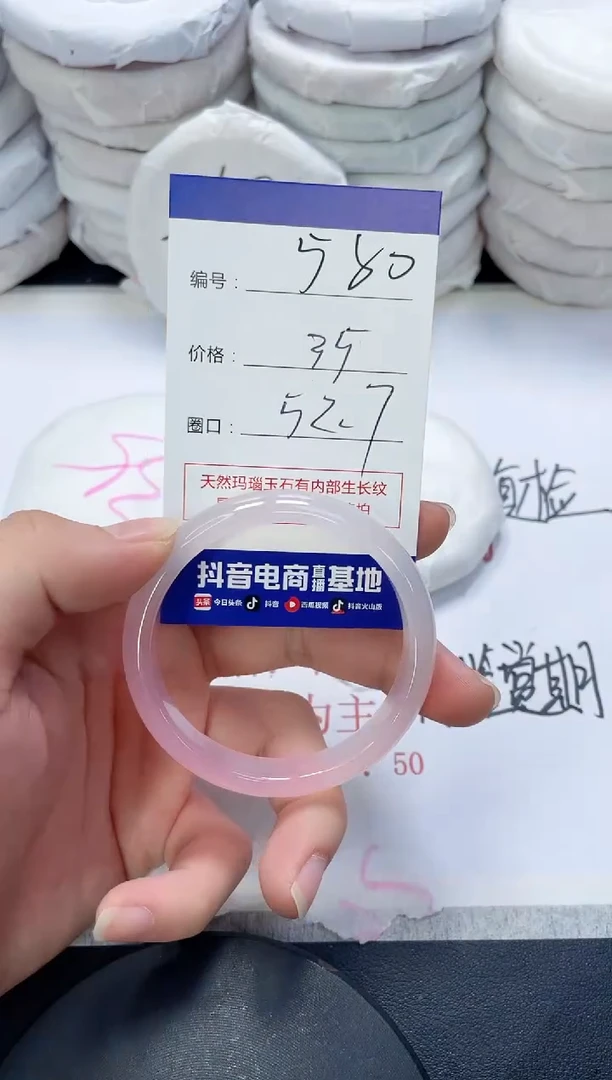 编号：580
价格：35
圈口：52.7
天然玛瑙玉石有内部生长纹
抖音电商直播基地
头条 今日头条 抖音 西瓜视频 抖音火山版
为主
50